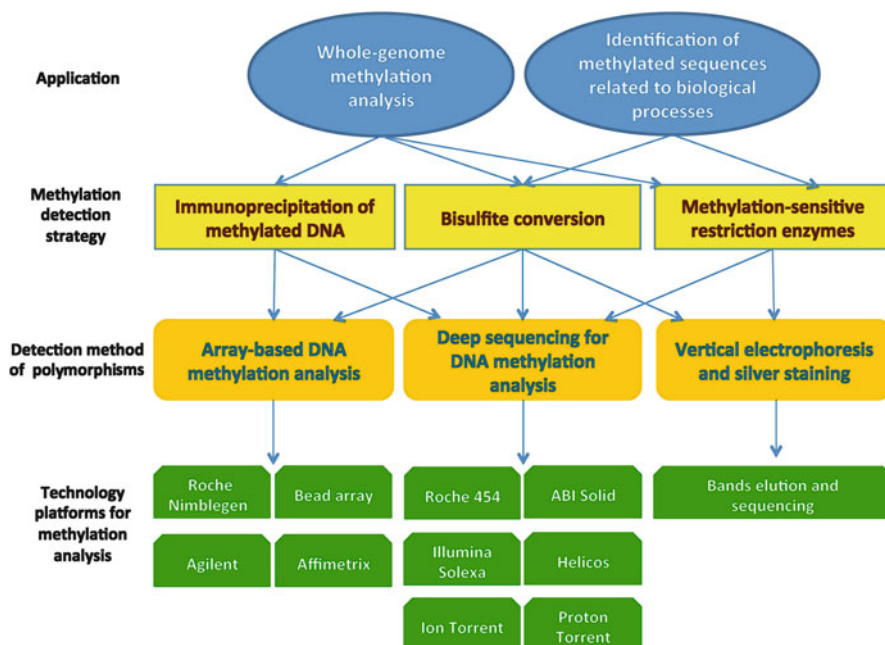 Application
Whole-genome
methylation
analysis
Identification of
methylated sequences
related to biological
processes
Methylation
detection
strategy
Immunoprecipitation of
methylated DNA
Bisulfite conversion
Methylation-sensitive
restriction enzymes
Detection method
of polymorphisms
Array-based DNA
methylation analysis
Deep sequencing for
DNA methylation
analysis
Vertical electrophoresis
and silver staining
Technology
platforms for
methylation
analysis
Roche
Nimblegen
Bead array
Roche 454
ABI Solid
Bands elution and
sequencing
Agilent
Affimetrix
Illumina
Solexa
Helicos
Ion Torrent
Proton
Torrent